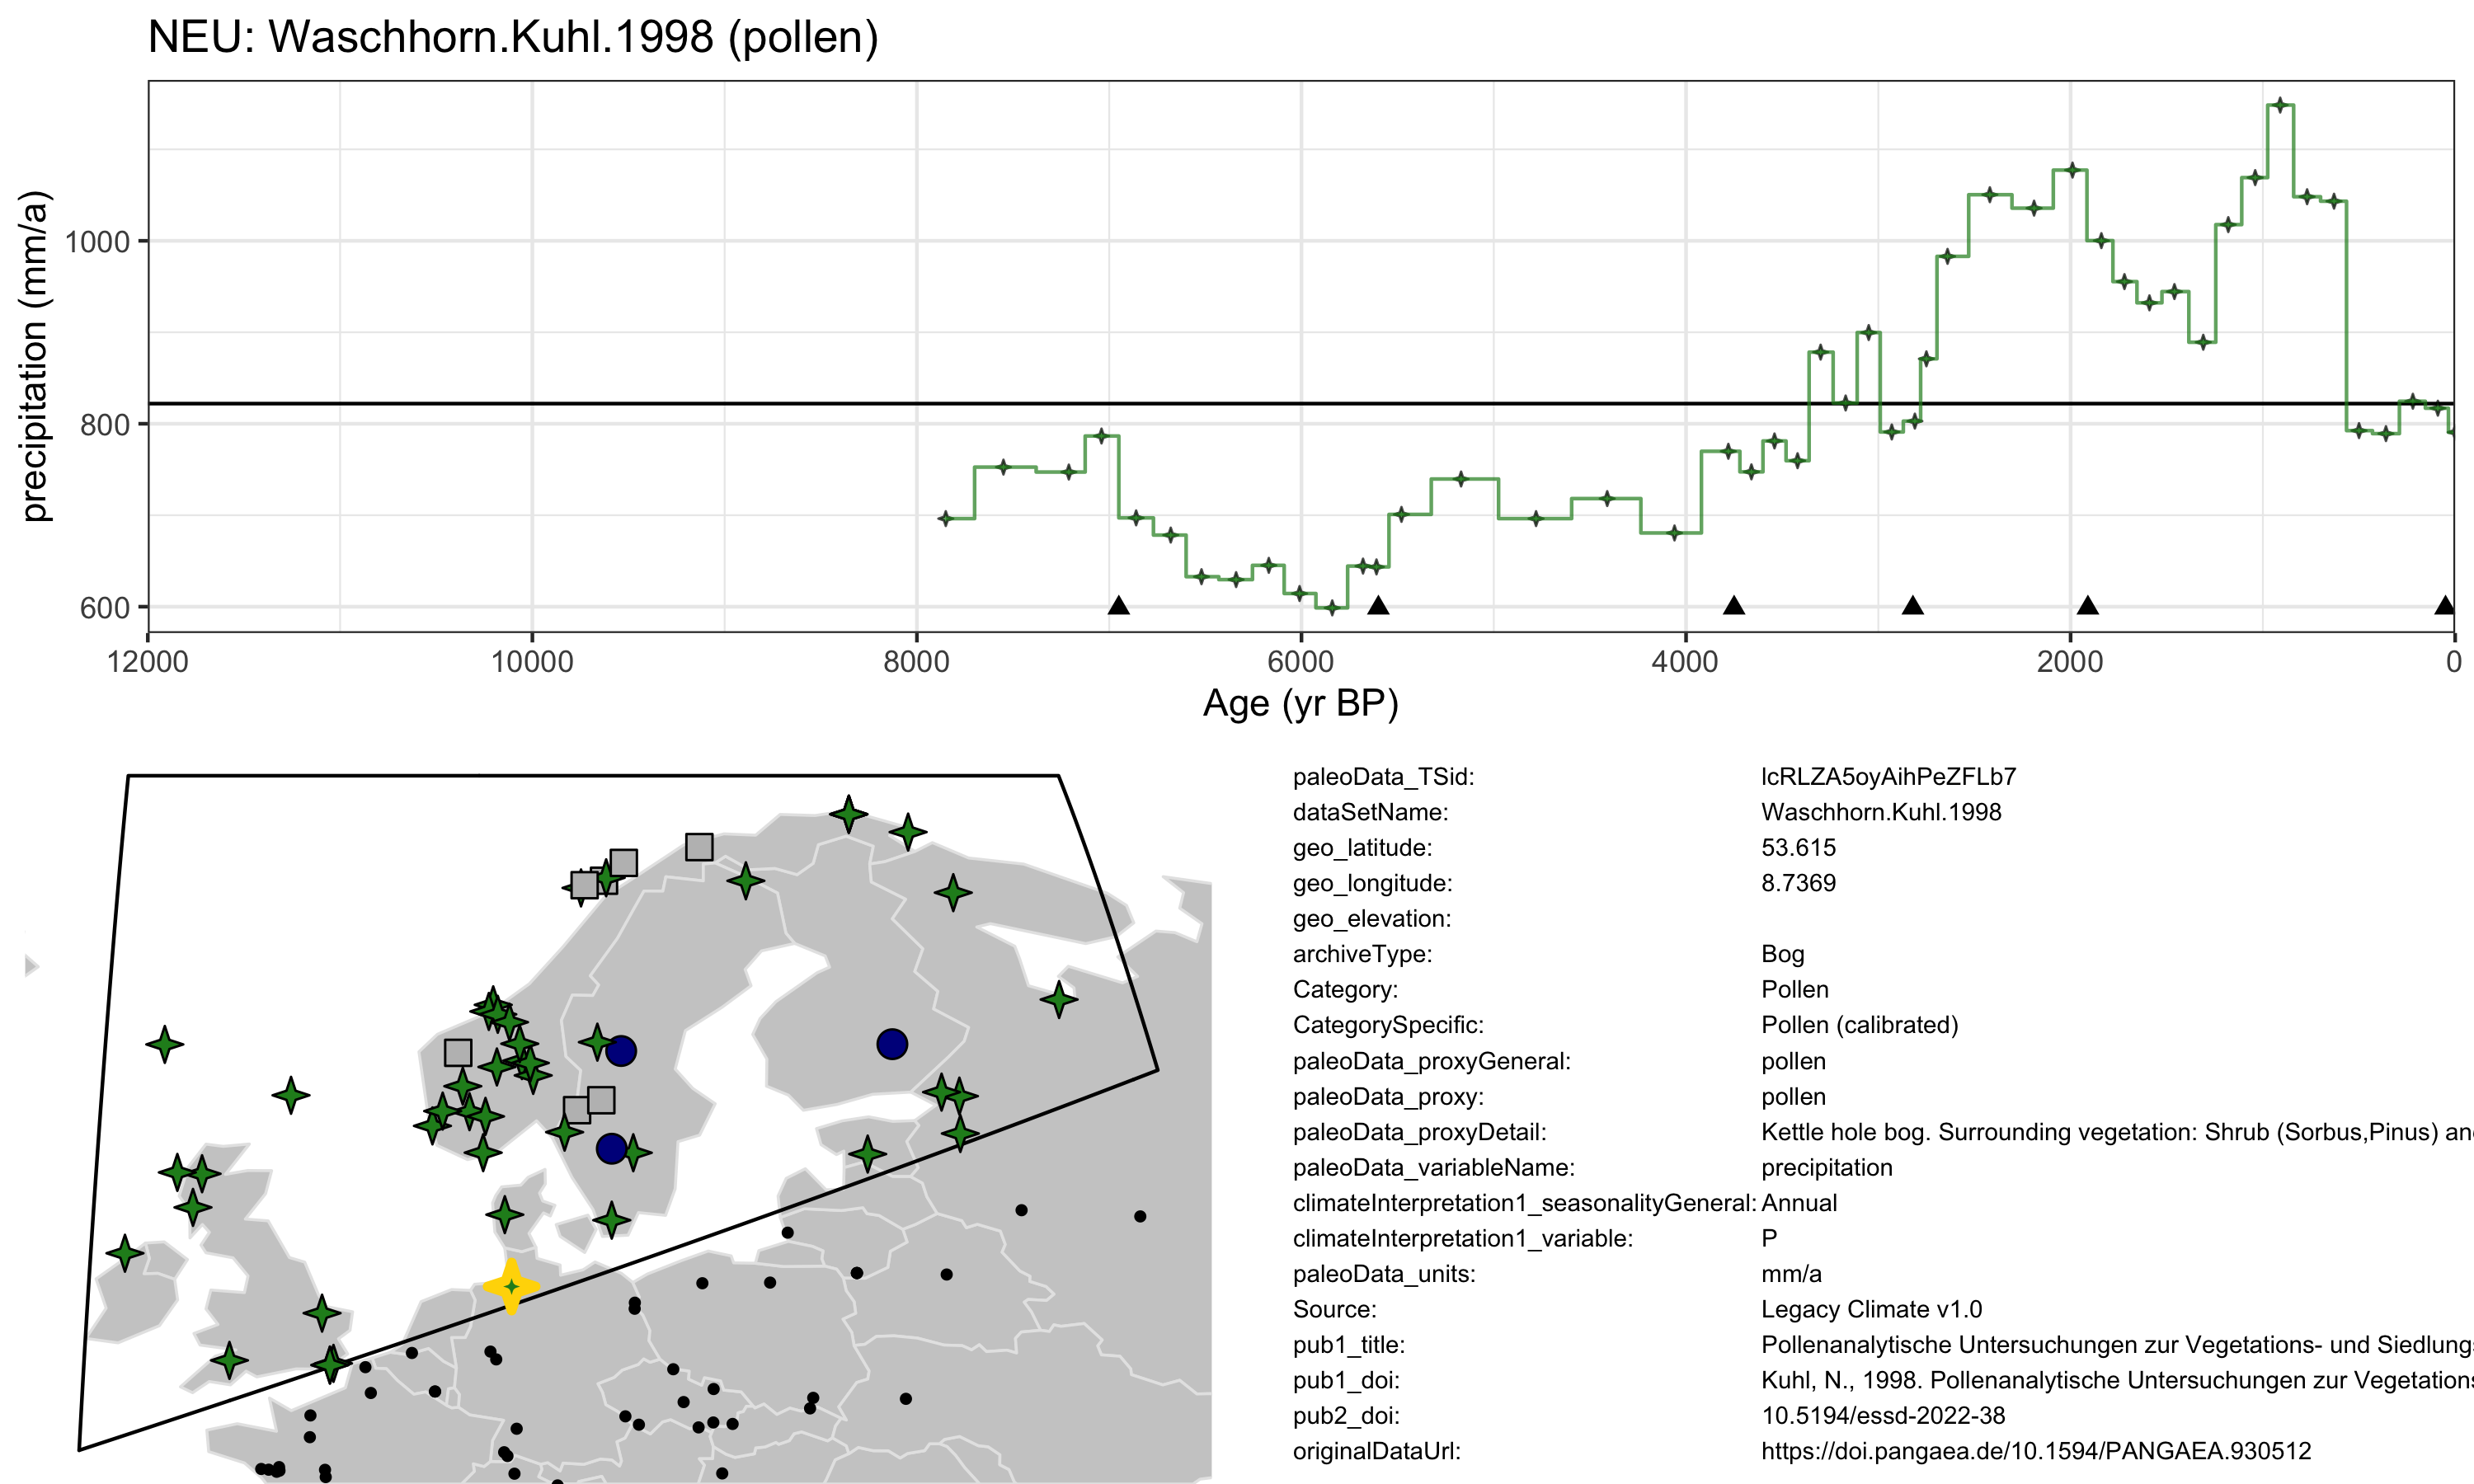 NEU: Waschhorn.Kuhl.1998 (pollen)
precipitation (mm/a)
1000
800
600
12000 10000 8000 6000 4000 2000 0
Age (yr BP)
paleoData_TSid: lcRLZA5oyAihPeZFLb7
dataSetName: Waschhorn.Kuhl.1998
geo_latitude: 53.615
geo_longitude: 8.7369
geo_elevation:
archiveType: Bog
Category: Pollen
CategorySpecific: Pollen (calibrated)
paleoData_proxyGeneral: pollen
paleoData_proxy: pollen
paleoData_proxyDetail: Kettle hole bog. Surrounding vegetation: Shrub (Sorbus,Pinus) an
paleoData_variableName: precipitation
climateInterpretation1_seasonalityGeneral: Annual
climateInterpretation1_variable: P
paleoData_units: mm/a
Source: Legacy Climate v1.0
pub1_title: Pollenanalytische Untersuchungen zur Vegetations- und Siedlung
pub1_doi: Kuhl, N., 1998. Pollenanalytische Untersuchungen zur Vegetations
pub2_doi: 10.5194/essd-2022-38
originalDataUrl: https://doi.pangaea.de/10.1594/PANGAEA.930512